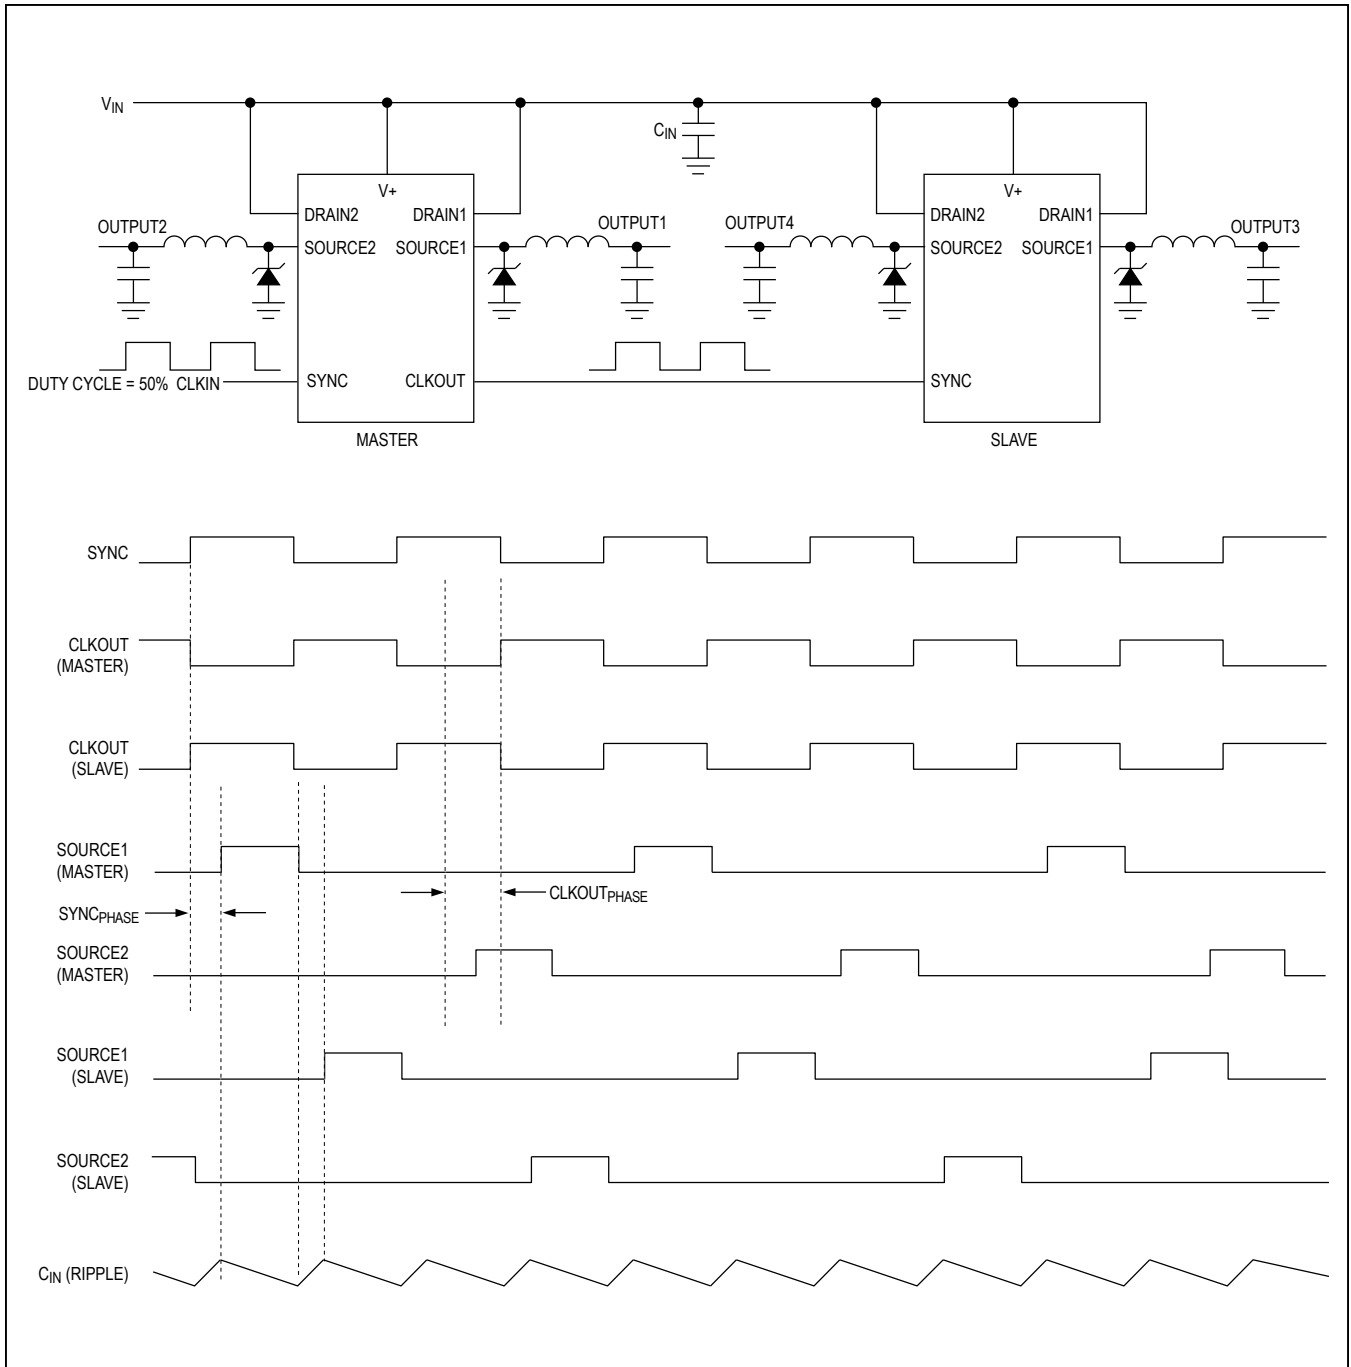 VIN
CIN
V+
V+
DRAIN2 DRAIN1
DRAIN2 DRAIN1
OUTPUT2
SOURCE2 SOURCE1
OUTPUT1
OUTPUT4
SOURCE2 SOURCE1
OUTPUT3
DUTY CYCLE = 50% CLKIN
SYNC CLKOUT
SYNC
MASTER
SLAVE
SYNC
CLKOUT
(MASTER)
CLKOUT
(SLAVE)
SOURCE1
(MASTER)
CLKOUTPHASE
SYNCPHASE
SOURCE2
(MASTER)
SOURCE1
(SLAVE)
SOURCE2
(SLAVE)
CIN (RIPPLE)